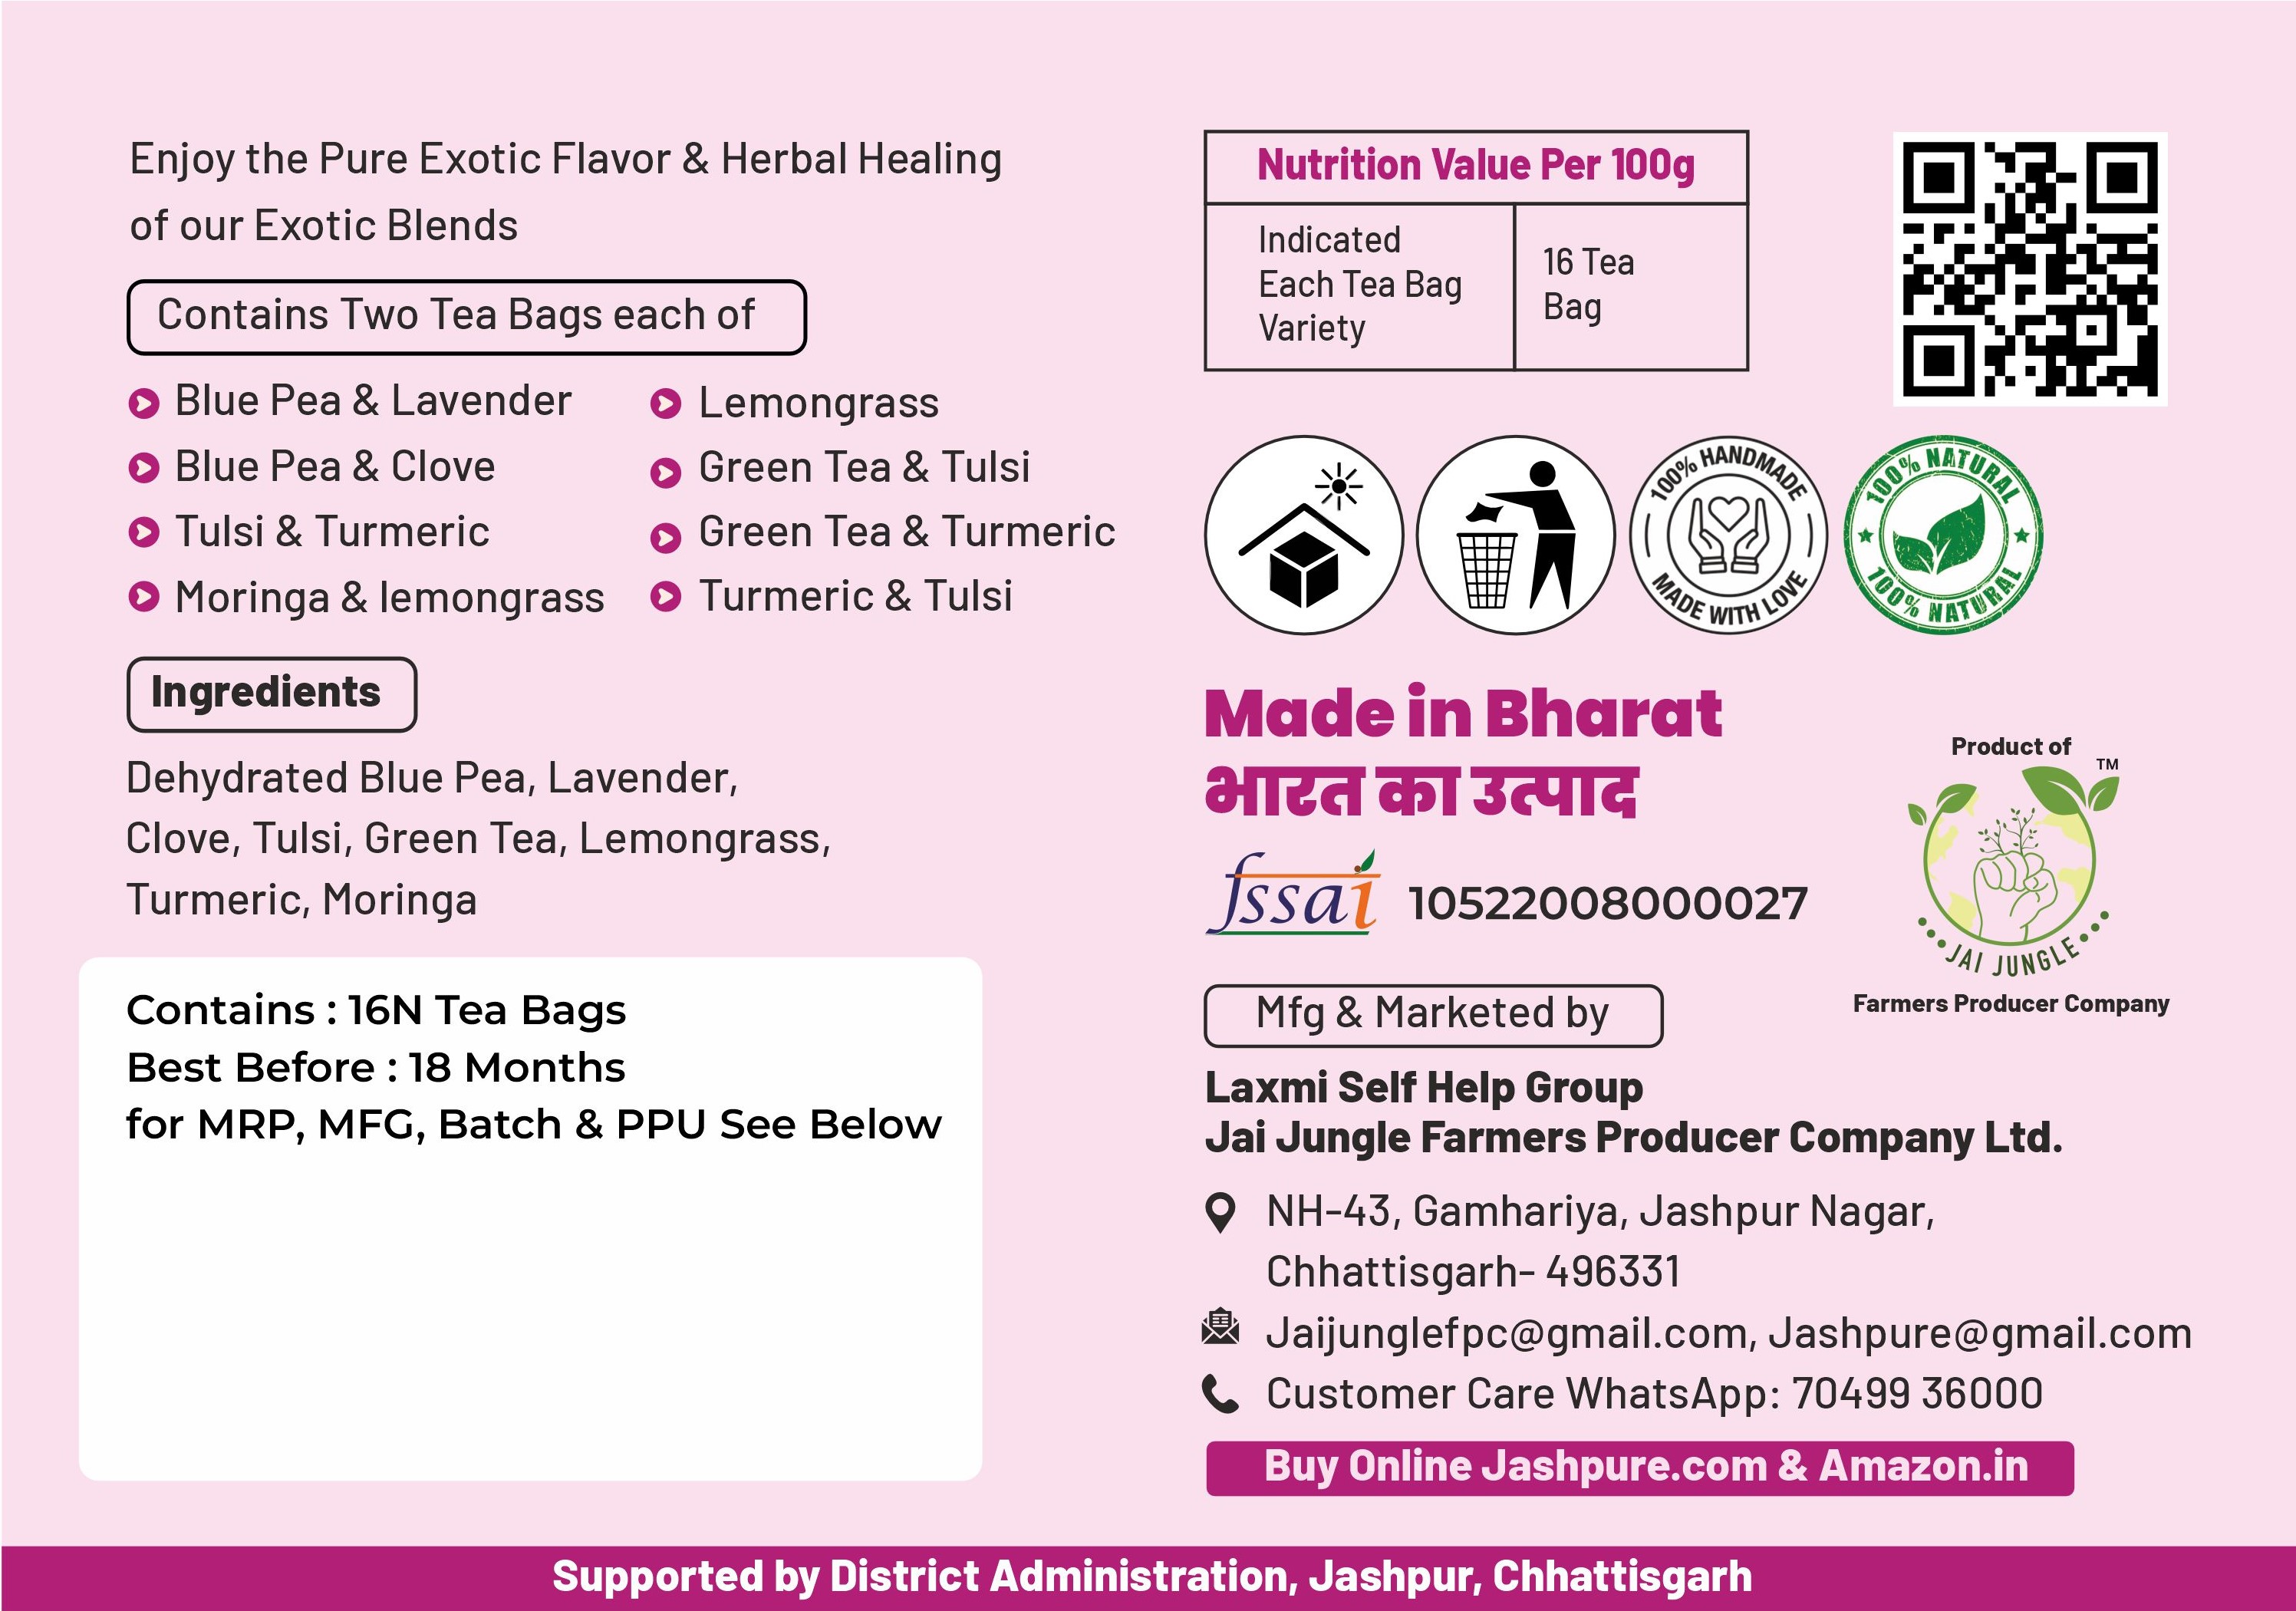 Enjoy the Pure Exotic Flavor & Herbal Healing
of our Exotic Blends
Contains Two Tea Bags each of
Blue Pea & Lavender
Blue Pea & Clove
Tulsi & Turmeric
Moringa & lemongrass
Lemongrass
Green Tea & Tulsi
Green Tea & Turmeric
Turmeric & Tulsi
Ingredients
Dehydrated Blue Pea, Lavender,
Clove, Tulsi, Green Tea, Lemongrass,
Turmeric, Moringa
Contains : 16N Tea Bags
Best Before : 18 Months
for MRP, MFG, Batch & PPU See Below
Nutrition Value Per 100g
Indicated
Each Tea Bag
Variety
16 Tea
Bag
100% HANDMADE
MADE WITH LOVE
100% NATURAL
100% NATURAL
Made in Bharat
भारत का उत्पाद
fssai 10522008000027
Product of
TM
JAI JUNGLE
Farmers Producer Company
Mfg & Marketed by
Laxmi Self Help Group
Jai Jungle Farmers Producer Company Ltd.
NH-43, Gamhariya, Jashpur Nagar,
Chhattisgarh- 496331
Jaijunglefpc@gmail.com, Jashpure@gmail.com
Customer Care WhatsApp: 70499 36000
Buy Online Jashpure.com & Amazon.in
Supported by District Administration, Jashpur, Chhattisgarh